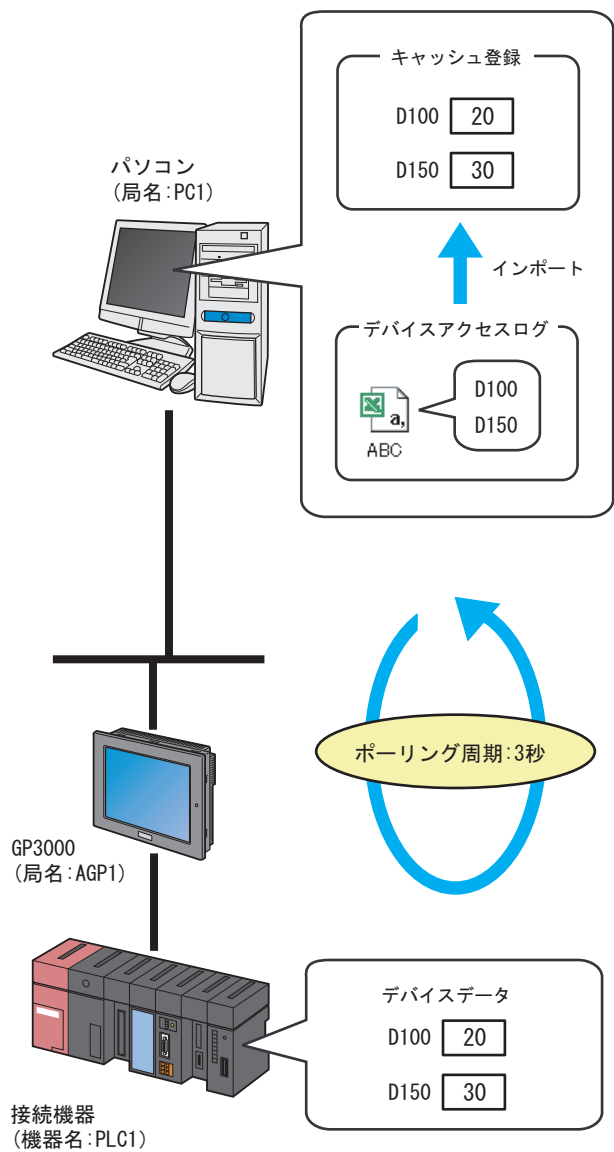 キャッシュ登録
D100 20
D150 30
パソコン
(局名:PC1)
インポート
デバイスアクセスログ
a,
ABC
D100
D150
ポーリング周期:3秒
GP3000
(局名:AGP1)
デバイスデータ
D100 20
D150 30
接続機器
(機器名:PLC1)